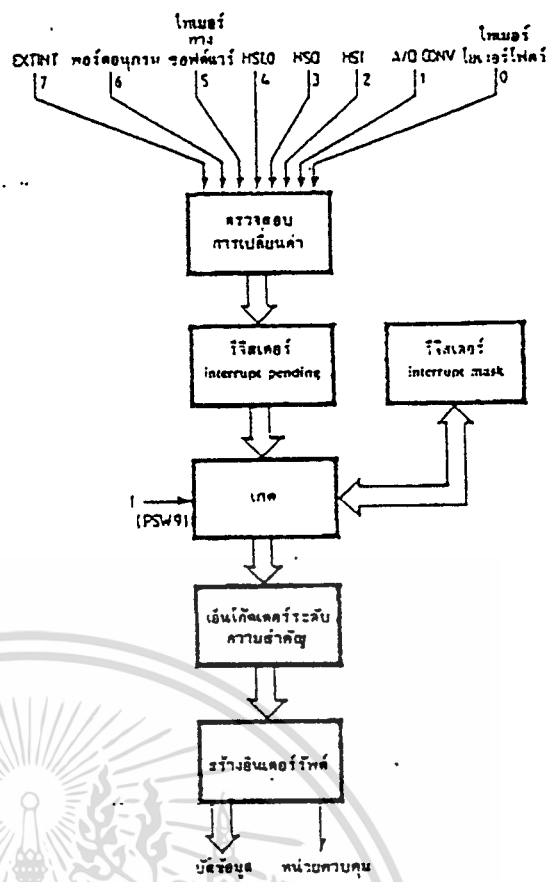 ไทเมอร์
ทาง
ซอฟต์แวร์
EXTINT พอร์ตอนุกรม HSI.0 HSO HSI A/D CONV ไทเมอร์
โอเวอร์โฟลว์
7 6 5 4 3 2 1 0
ตรวจสอบ
การเปลี่ยนค่า
รีจิสเตอร์
interrupt pending
รีจิสเตอร์
interrupt mask
I
(PSW.9)
เกต
เอ็นโค้ดเดอร์ระดับ
ความสำคัญ
สร้างอินเตอร์รัพต์
บัสข้อมูล
หน่วยควบคุม